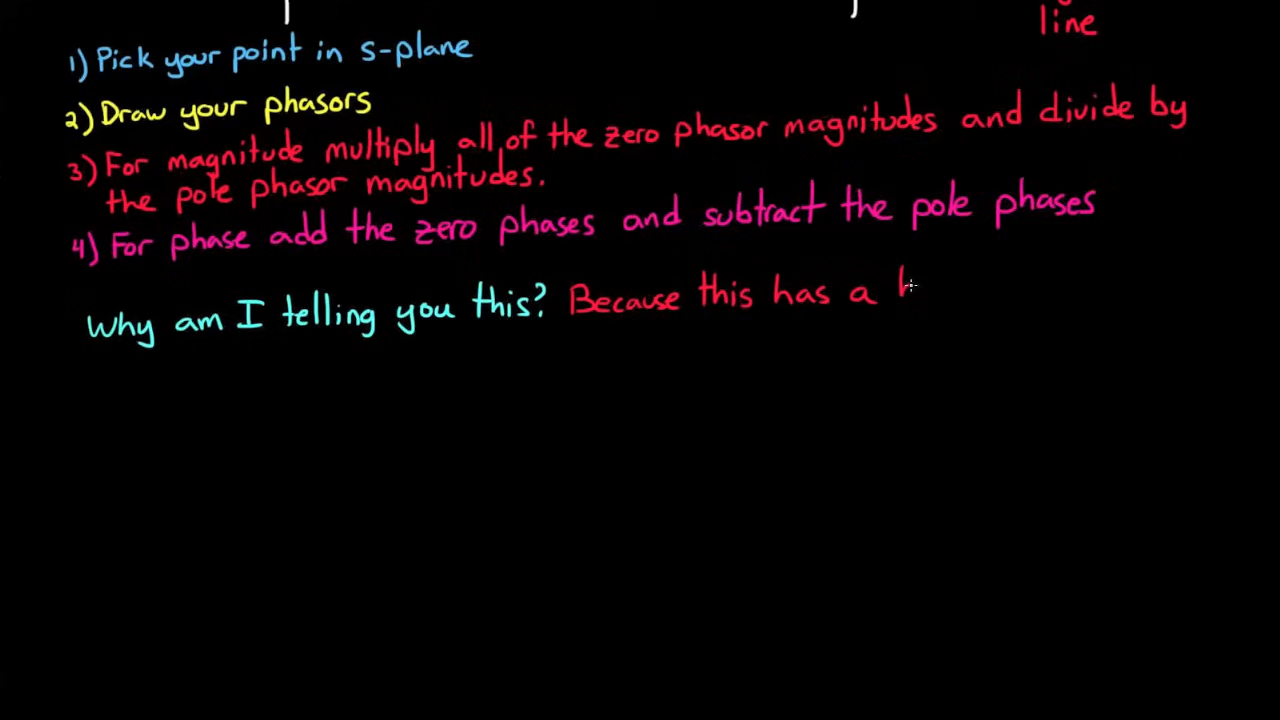 line
1) Pick your point in s-plane
2) Draw your phasors
3) For magnitude multiply all of the zero phasor magnitudes and divide by
the pole phasor magnitudes.
4) For phase add the zero phases and subtract the pole phases
Why am I telling you this? Because this has a